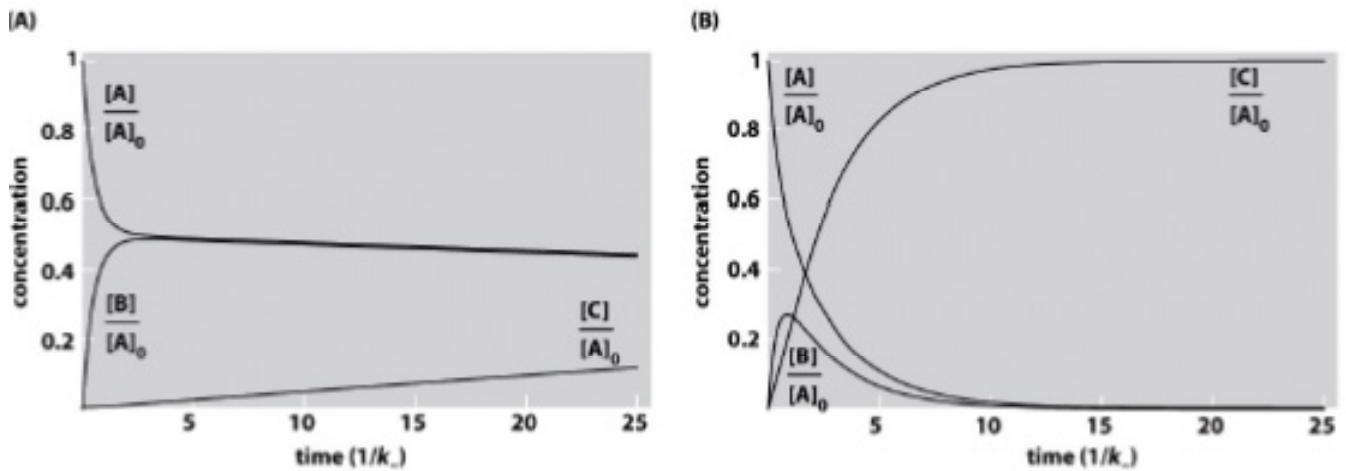 (A)
1
[A]
[A]0
0.8
0.6
0.4
[B]
[A]0
0.2
[C]
[A]0
5
10
15
20
25
concentration
time (1/k_)
(B)
1
[A]
[A]0
[C]
[A]0
0.8
0.6
0.4
0.2
[B]
[A]0
5
10
15
20
25
concentration
time (1/k_)